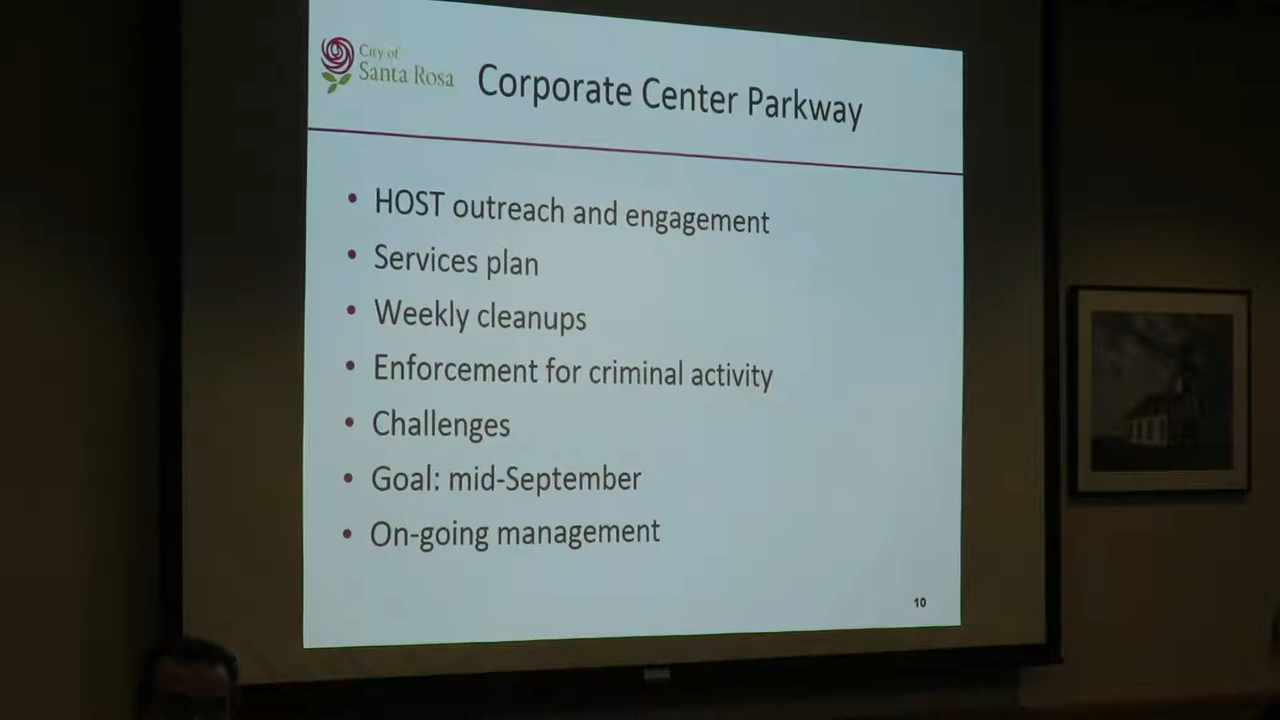 City of
Santa Rosa
Corporate Center Parkway
• HOST outreach and engagement
• Services plan
• Weekly cleanups
• Enforcement for criminal activity
• Challenges
• Goal: mid-September
• On-going management
10